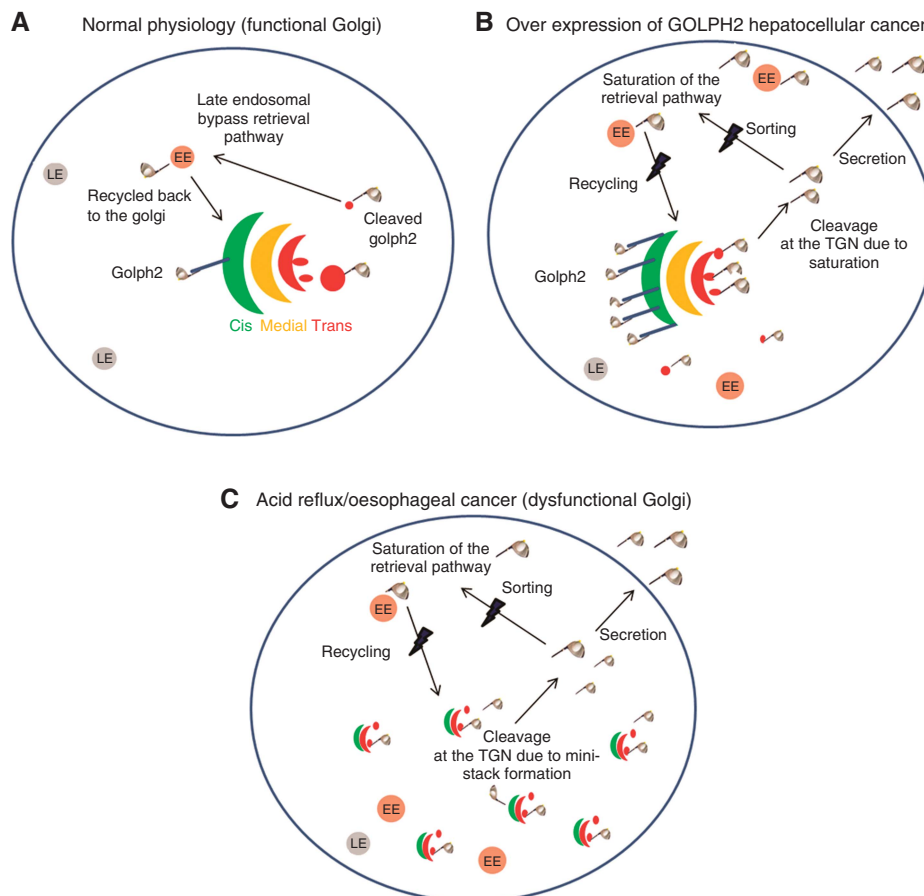 A Normal physiology (functional Golgi)
Late endosomal
bypass retrieval
pathway
EE
LE
Recycled back
to the golgi
Cleaved
golph2
Golph2
Cis Medial Trans
LE
B Over expression of GOLPH2 hepatocellular cancer
Saturation of the
retrieval pathway
EE
EE
Sorting
Secretion
Recycling
Cleavage
at the TGN due to
saturation
Golph2
LE
EE
C Acid reflux/oesophageal cancer (dysfunctional Golgi)
Saturation of the
retrieval pathway
Sorting
EE
Secretion
Recycling
Cleavage
at the TGN due to mini-
stack formation
EE
LE
EE